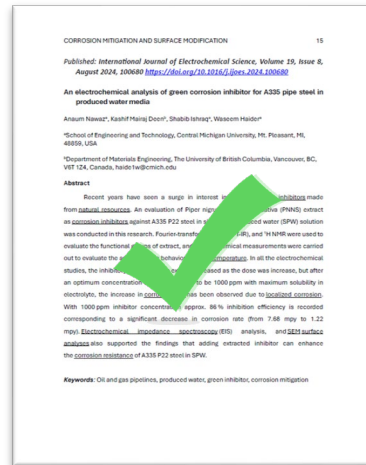 CORROSION MITIGATION AND SURFACE MODIFICATION 15
Published: International Journal of Electrochemical Science, Volume 19, Issue 8,
August 2024, 100680 https://doi.org/10.1016/j.ijoes.2024.100680
An electrochemical analysis of green corrosion inhibitor for A335 pipe steel in
produced water media
Anaum Nawazᵃ, Kashif Mairaj Deenᵇ, Shabib Ishraqᵃ, Waseem Haiderᵃ
ᵃSchool of Engineering and Technology, Central Michigan University, Mt. Pleasant, MI,
48859, USA
ᵇDepartment of Materials Engineering, The University of British Columbia, Vancouver, BC,
V6T 1Z4, Canada, haide1w@cmich.edu
Abstract
Recent years have seen a surge in interest in inhibitors made
from natural resources. An evaluation of Piper nigr (PNNS) extract
as corrosion inhibitors against A335 P22 steel in water (SPW) solution
was conducted in this research. Fourier-transf and ¹H NMR were used to
evaluate the functional of extract, and measurements were carried
out to evaluate the behavio temperature. In all the electrochemical
studies, the inhibi as the dose was increase, but after
an optimum concentration to be 1000 ppm with maximum solubility in
electrolyte, the increase in has been observed due to localized corrosion.
With 1000 ppm inhibitor concentration approx. 86 % inhibition efficiency is recorded
corresponding to a significant decrease in corrosion rate (from 7.66 mpy to 1.22
mpy). Electrochemical impedance spectroscopy (EIS) analysis, and SEM surface
analyses also supported the findings that adding extracted inhibitor can enhance
the corrosion resistance of A335 P22 steel in SPW.
Keywords: Oil and gas pipelines, produced water, green inhibitor, corrosion mitigation